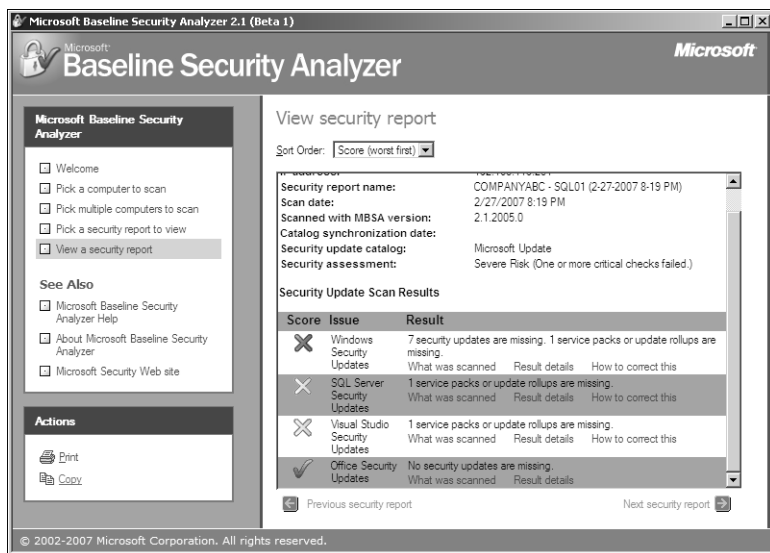 Microsoft Baseline Security Analyzer 2.1 (Beta 1)
Microsoft
Baseline Security Analyzer
Microsoft
Microsoft Baseline Security
Analyzer
Welcome
Pick a computer to scan
Pick multiple computers to scan
Pick a security report to view
View a security report
See Also
Microsoft Baseline Security
Analyzer Help
About Microsoft Baseline Security
Analyzer
Microsoft Security Web site
Actions
Print
Copy
View security report
Sort Order: Score (worst first)
Security report name: COMPANYABC - SQL01 (2-27-2007 8-19 PM)
Scan date: 2/27/2007 8:19 PM
Scanned with MBSA version: 2.1.2005.0
Catalog synchronization date:
Security update catalog: Microsoft Update
Security assessment: Severe Risk (One or more critical checks failed.)
Security Update Scan Results
Score Issue Result
Windows Security Updates
7 security updates are missing. 1 service packs or update rollups are
missing.
What was scanned Result details How to correct this
SQL Server Security Updates
1 service packs or update rollups are missing.
What was scanned Result details How to correct this
Visual Studio Security Updates
1 service packs or update rollups are missing.
What was scanned Result details How to correct this
Office Security Updates
No security updates are missing.
What was scanned Result details
Previous security report
Next security report
© 2002-2007 Microsoft Corporation. All rights reserved.